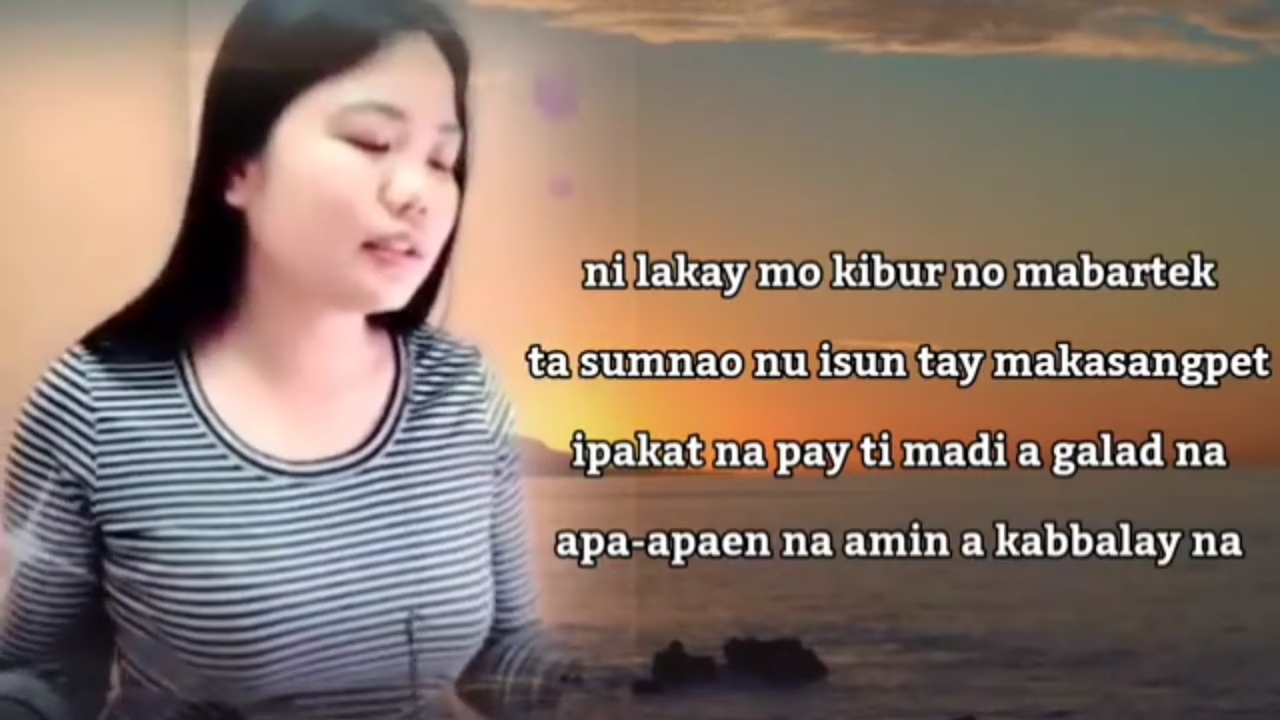 ni lakay mo kibur no mabartek
ta sumnao nu isun tay makasangpet
ipakat na pay ti madi a galad na
apa-apaen na amin a kabbalay na